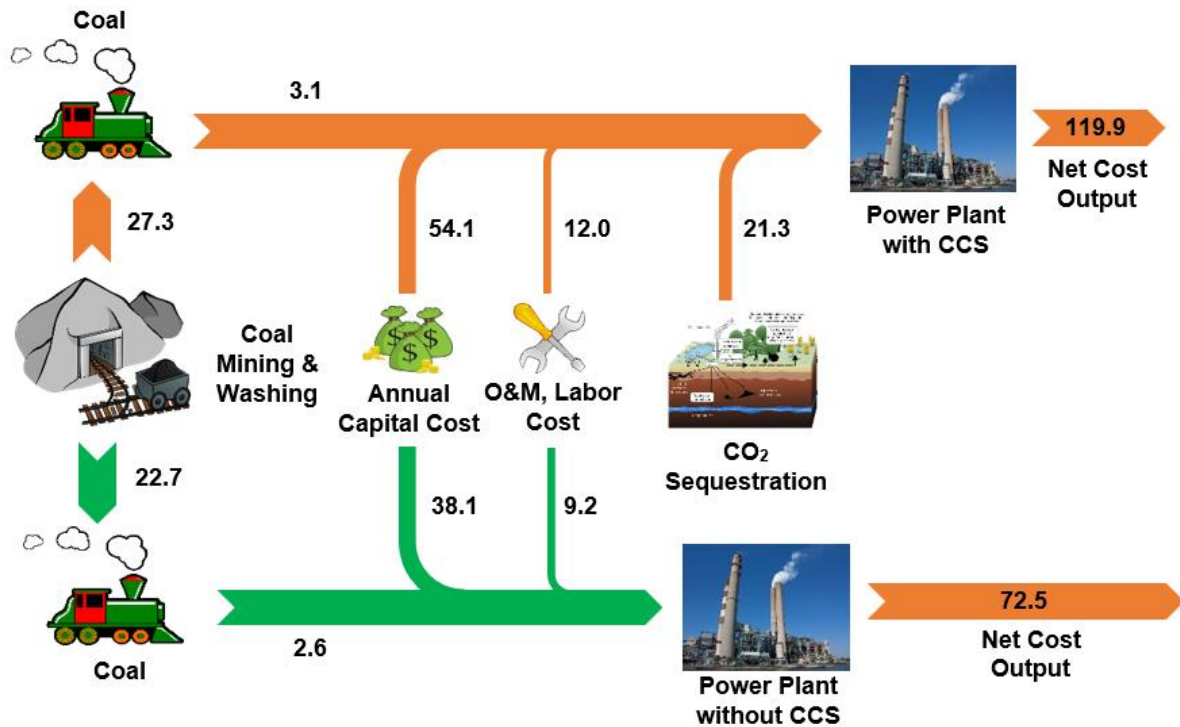 Coal
3.1
119.9
Net Cost
Output
Power Plant
with CCS
27.3
54.1
12.0
21.3
Coal
Mining &
Washing
Annual
Capital Cost
O&M, Labor
Cost
CO₂
Sequestration
22.7
38.1
9.2
Coal
2.6
Power Plant
without CCS
72.5
Net Cost
Output